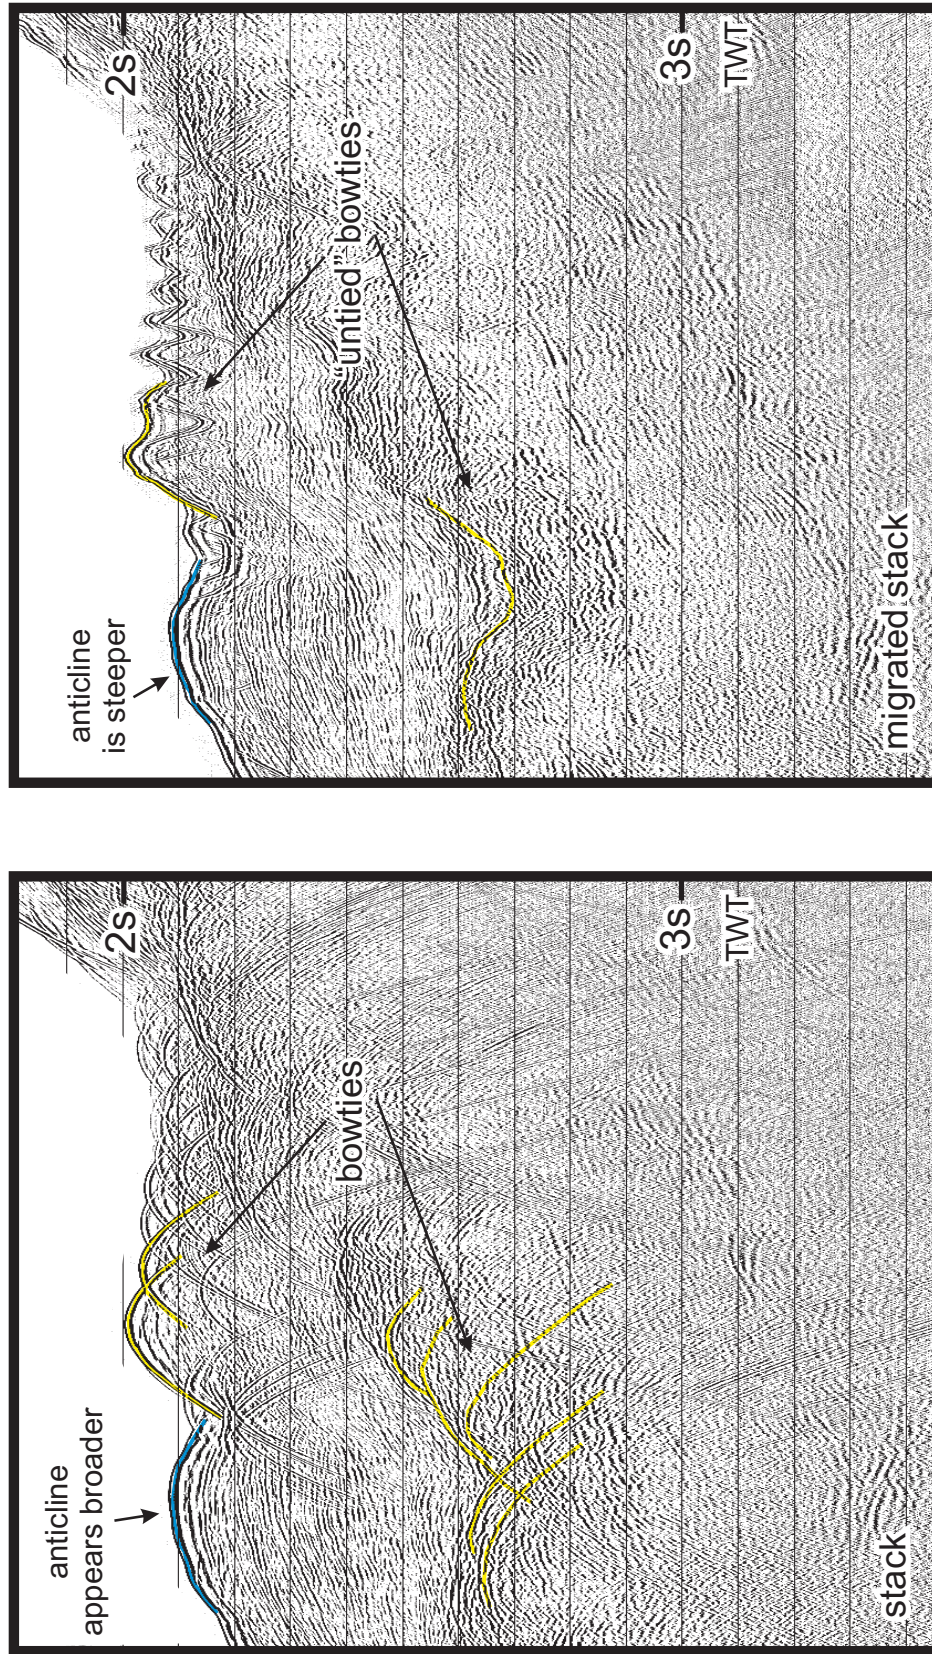 anticline
appears broader
2s
bowties
3s
TWT
stack
anticline
is steeper
2s
"untied" bowties
3s
TWT
migrated stack